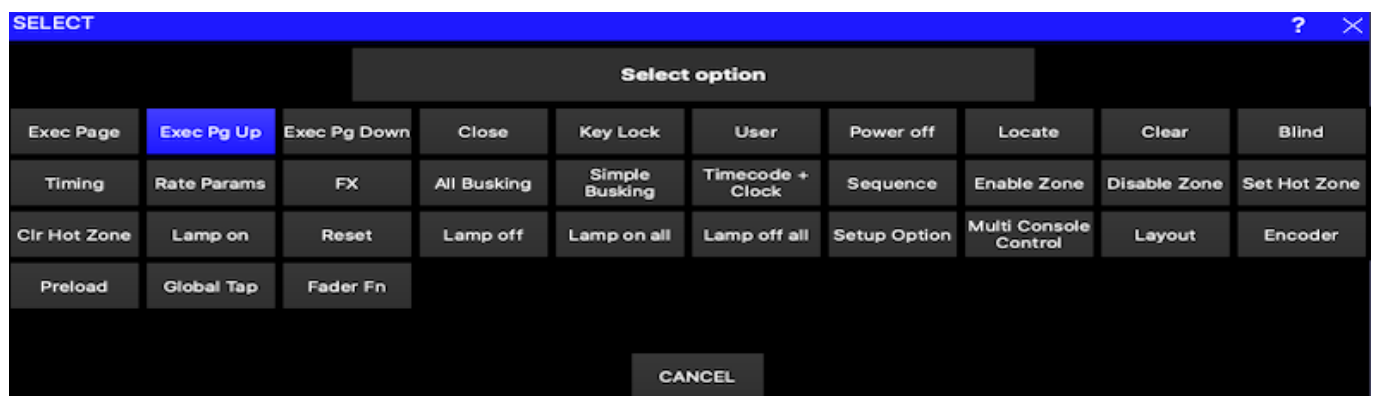 SELECT ?
Select option
Exec Page Exec Pg Up Exec Pg Down Close Key Lock User Power off Locate Clear Blind
Timing Rate Params FX All Busking Simple Busking Timecode + Clock Sequence Enable Zone Disable Zone Set Hot Zone
Clr Hot Zone Lamp on Reset Lamp off Lamp on all Lamp off all Setup Option Multi Console Control Layout Encoder
Preload Global Tap Fader Fn
CANCEL